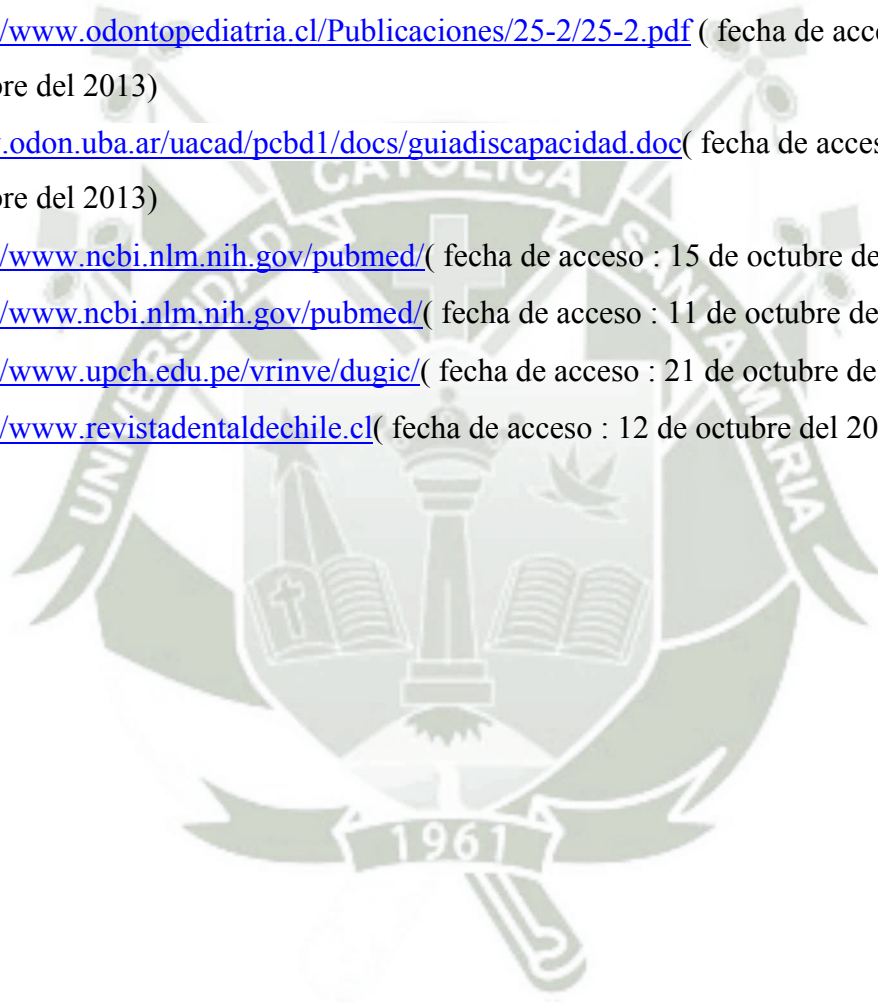 /www.odontopediatria.cl/Publicaciones/25-2/25-2.pdf ( fecha de acce
re del 2013)
.odon.uba.ar/uacad/pcbd1/docs/guiadiscapacidad.doc( fecha de acces
re del 2013)
/www.ncbi.nlm.nih.gov/pubmed/( fecha de acceso : 15 de octubre de
/www.ncbi.nlm.nih.gov/pubmed/( fecha de acceso : 11 de octubre de
/www.upch.edu.pe/vrinve/dugic/( fecha de acceso : 21 de octubre de
/www.revistadentaldechile.cl( fecha de acceso : 12 de octubre del 20
UNIVERSIDAD CATOLICA SANTA MARIA
1961